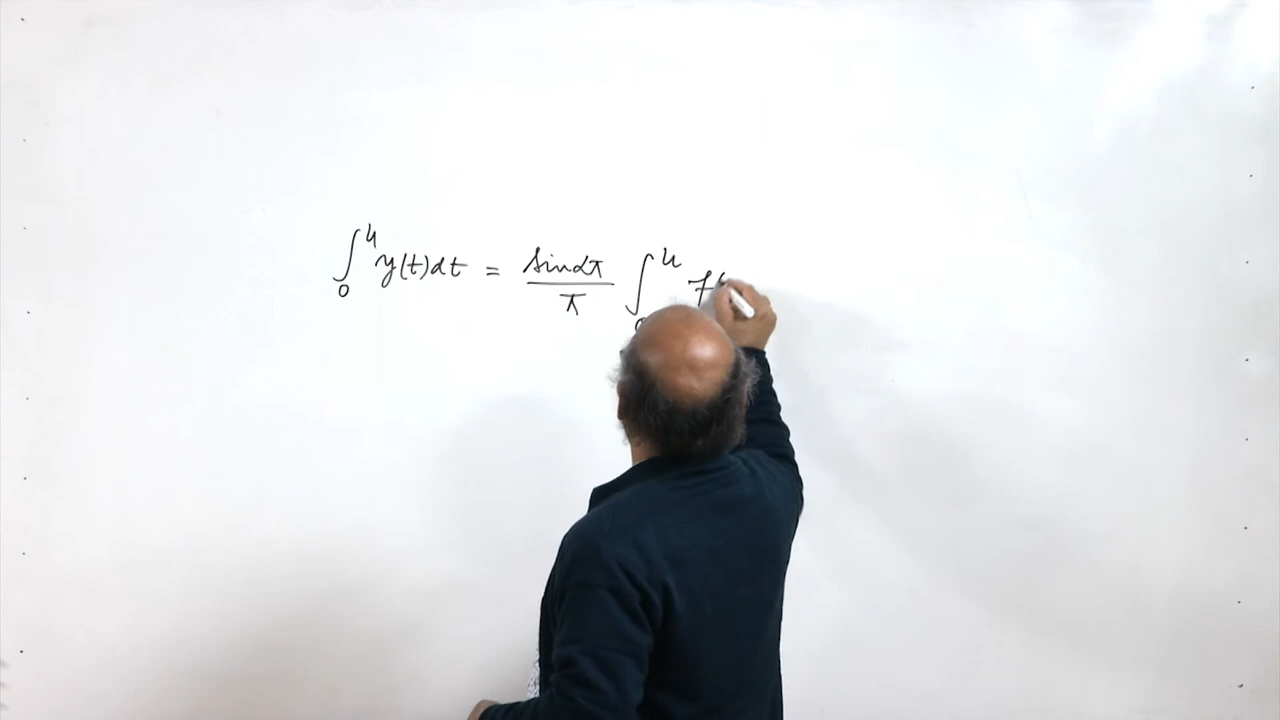 ∫₀ᵘ y(t)dt = sin απ / π ∫₀ᵘ f(